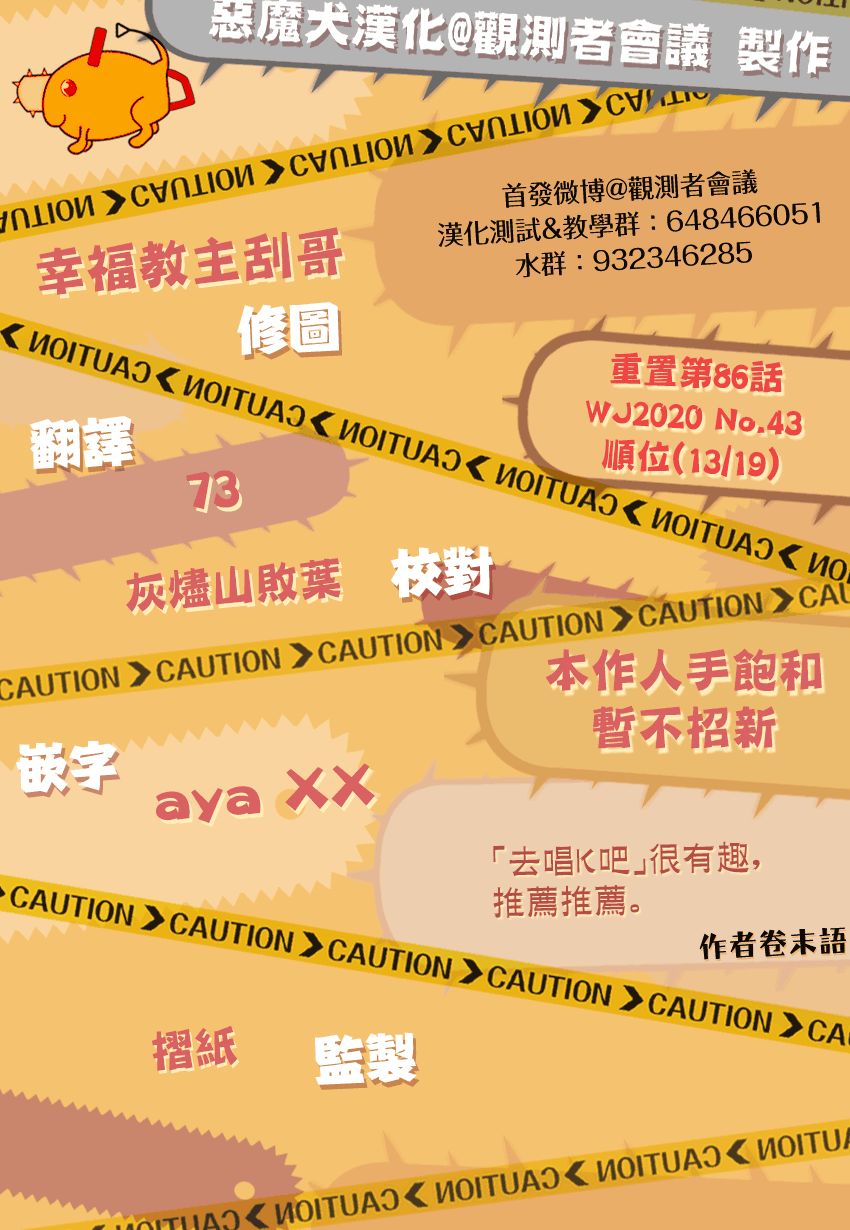 惡魔犬漢化@觀測者會議 製作
CAUTION CAUTION CAUTION
首發微博@觀測者會議
漢化測試&教學群：648466051
水群：932346285
幸福教主刮哥
修圖
CAUTION CAUTION CAUTION CAUTION CAUTION
重置第86話
WJ2020 No.43
順位(13/19)
翻譯
73
灰燼山敗葉
校對
CAUTION CAUTION CAUTION CAUTION CAUTION
本作人手飽和
暫不招新
嵌字
aya XX
「去唱K吧」很有趣，
推薦推薦。
作者卷末語
CAUTION CAUTION CAUTION CAUTION CAUTION
摺紙
監製
CAUTION CAUTION CAUTION